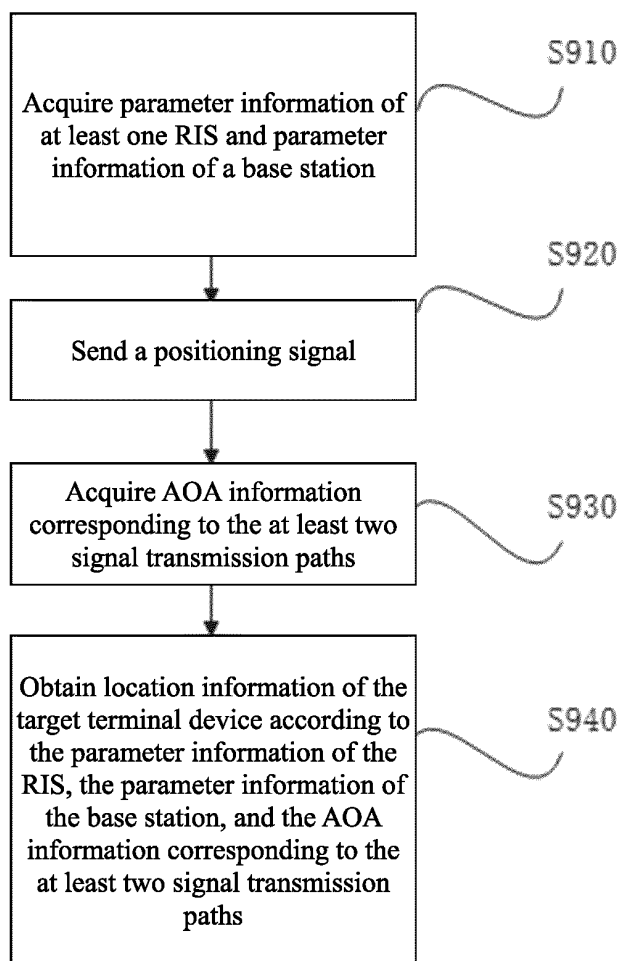 S910
Acquire parameter information of
at least one RIS and parameter
information of a base station
S920
Send a positioning signal
S930
Acquire AOA information
corresponding to the at least two
signal transmission paths
S940
Obtain location information of the
target terminal device according to
the parameter information of the
RIS, the parameter information of
the base station, and the AOA
information corresponding to the
at least two signal transmission
paths